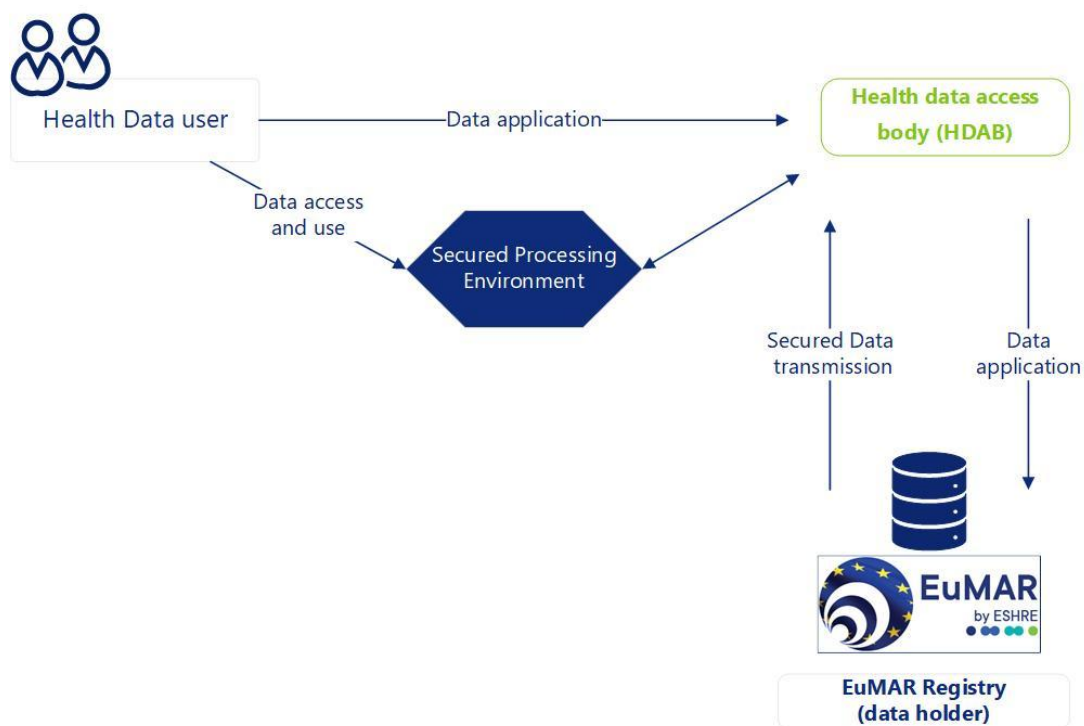 Health Data user
Data application
Health data access
body (HDAB)
Data access
and use
Secured Processing
Environment
Secured Data
transmission
Data
application
EuMAR
by ESHRE
EuMAR Registry
(data holder)